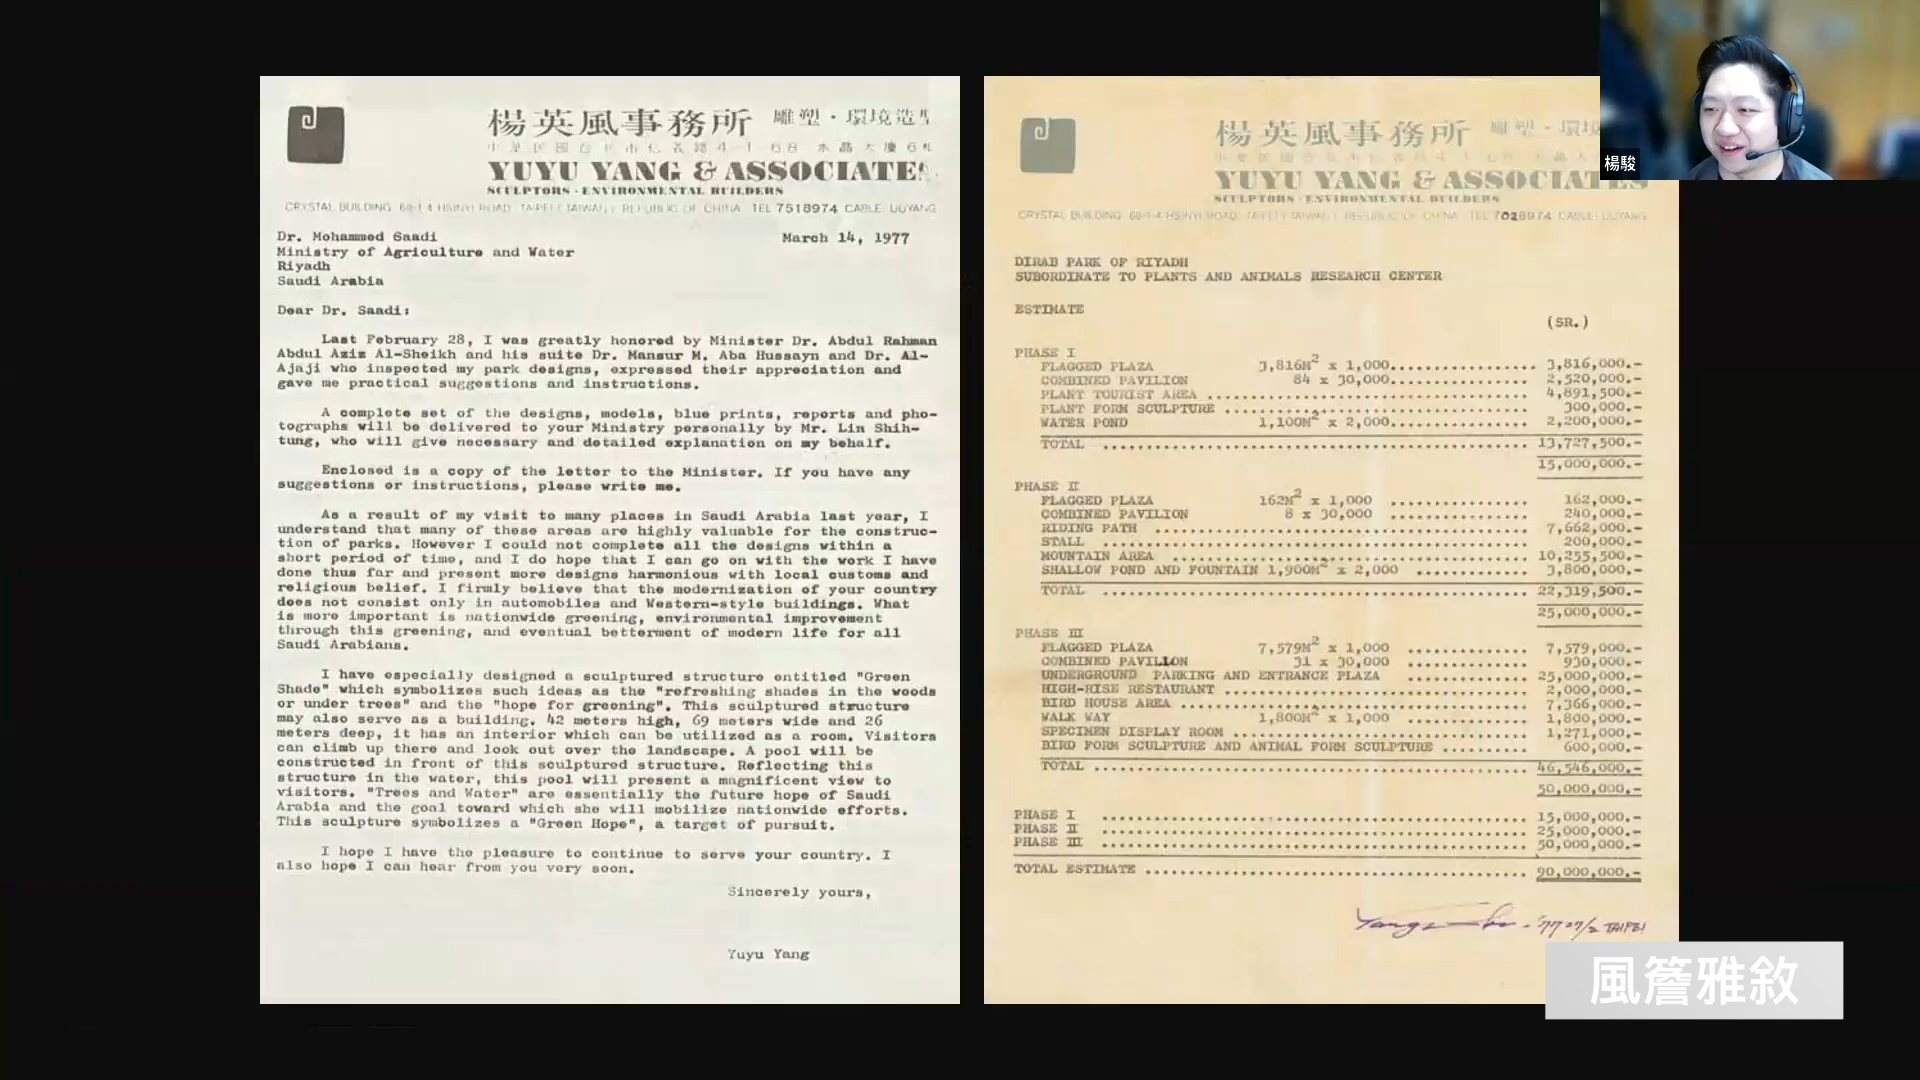 楊英風事務所 雕塑・環境造型
YUYU YANG & ASSOCIATES
SCULPTORS · ENVIRONMENTAL BUILDERS
CRYSTAL BUILDING 68-1-4 HSINYI ROAD, TAIPEI, TAIWAN, REPUBLIC OF CHINA TEL 7518974 CABLE: UUYANG
Dr. Mohammed Saadi March 14, 1977
Ministry of Agriculture and Water
Riyadh
Saudi Arabia
Dear Dr. Saadi:
Last February 28, I was greatly honored by Minister Dr. Abdul Rahman
Abdul Aziz Al-Sheikh and his suite Dr. Mansur M. Aba Hussayn and Dr. Al-
Ajaji who inspected my park designs, expressed their appreciation and
gave me practical suggestions and instructions.
A complete set of the designs, models, blue prints, reports and pho-
tographs will be delivered to your Ministry personally by Mr. Lin Shih-
tung, who will give necessary and detailed explanation on my behalf.
Enclosed is a copy of the letter to the Minister. If you have any
suggestions or instructions, please write me.
As a result of my visit to many places in Saudi Arabia last year, I
understand that many of these areas are highly valuable for the construc-
tion of parks. However I could not complete all the designs within a
short period of time, and I do hope that I can go on with the work I have
done thus far and present more designs harmonious with local customs and
religious belief. I firmly believe that the modernization of your country
does not consist only in automobiles and Western-style buildings. What
is more important is nationwide greening, environmental improvement
through this greening, and eventual betterment of modern life for all
Saudi Arabians.
I have especially designed a sculptured structure entitled "Green
Shade" which symbolizes such ideas as the "refreshing shades in the woods
or under trees" and the "hope for greening". This sculptured structure
may also serve as a building. 42 meters high, 69 meters wide and 26
meters deep, it has an interior which can be utilized as a room. Visitors
can climb up there and look out over the landscape. A pool will be
constructed in front of this sculptured structure. Reflecting this
structure in the water, this pool will present a magnificent view to
visitors. "Trees and Water" are essentially the future hope of Saudi
Arabia and the goal toward which she will mobilize nationwide efforts.
This sculpture symbolizes a "Green Hope", a target of pursuit.
I hope I have the pleasure to continue to serve your country. I
also hope I can hear from you very soon.
Sincerely yours,
Yuyu Yang
楊英風事務所 雕塑・環境
YUYU YANG & ASSOCIATES
SCULPTORS · ENVIRONMENTAL BUILDERS
CRYSTAL BUILDING 68-1-4 HSINYI ROAD, TAIPEI, TAIWAN, REPUBLIC OF CHINA TEL 7028974 CABLE: UUYANG
DIRAB PARK OF RIYADH
SUBORDINATE TO PLANTS AND ANIMALS RESEARCH CENTER
ESTIMATE
(SR.)
PHASE I
FLAGGED PLAZA 3,816M² x 1,000 3,816,000.-
COMBINED PAVILION 84 x 30,000 2,520,000.-
PLANT TOURIST AREA 4,891,500.-
PLANT FORM SCULPTURE 300,000.-
WATER POND 1,100M² x 2,000 2,200,000.-
TOTAL 13,727,500.-
15,000,000.-
PHASE II
FLAGGED PLAZA 162M² x 1,000 162,000.-
COMBINED PAVILION 8 x 30,000 240,000.-
RIDING PATH 7,662,000.-
STALL 200,000.-
MOUNTAIN AREA 10,255,500.-
SHALLOW POND AND FOUNTAIN 1,900M² x 2,000 3,800,000.-
TOTAL 22,319,500.-
25,000,000.-
PHASE III
FLAGGED PLAZA 7,579M² x 1,000 7,579,000.-
COMBINED PAVILION 31 x 30,000 930,000.-
UNDERGROUND PARKING AND ENTRANCE PLAZA 25,000,000.-
HIGH-RISE RESTAURANT 2,000,000.-
BIRD HOUSE AREA 7,366,000.-
WALK WAY 1,800M² x 1,000 1,800,000.-
SPECIMEN DISPLAY ROOM 1,271,000.-
BIRD FORM SCULPTURE AND ANIMAL FORM SCULPTURE 600,000.-
TOTAL 46,546,000.-
50,000,000.-
PHASE I 15,000,000.-
PHASE II 25,000,000.-
PHASE III 50,000,000.-
TOTAL ESTIMATE 90,000,000.-
'77 27/2 TAIPEI
楊駿
風簷雅敘